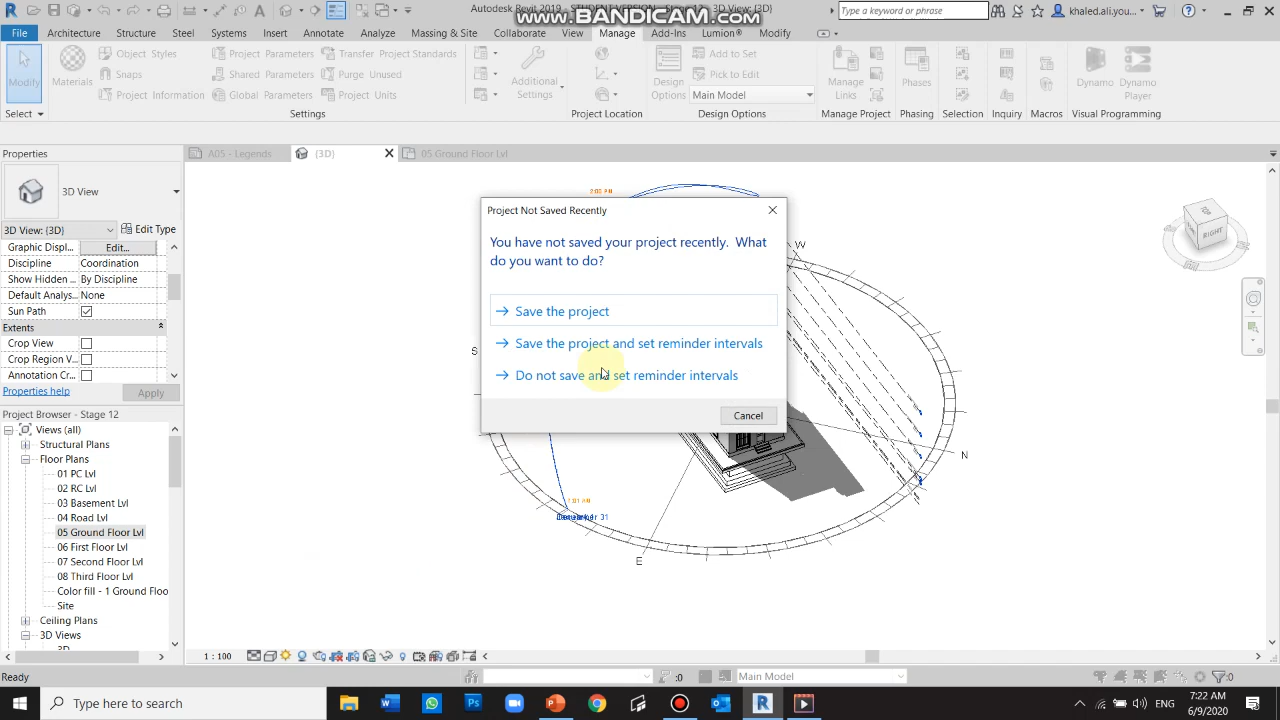 Autodesk Revit 2019 - STUDENT VERSION - Stage 12 - 3D View: {3D}
www.BANDICAM.com
Type a keyword or phrase
khaled.ali.you...
File Architecture Structure Steel Systems Insert Annotate Analyze Massing & Site Collaborate View Manage Add-Ins Lumion® Modify
Modify
Materials
Object Styles
Snaps
Project Information
Project Parameters
Shared Parameters
Global Parameters
Transfer Project Standards
Purge Unused
Project Units
Additional Settings
Design Options
Add to Set
Pick to Edit
Main Model
Manage Links
Phases
Dynamo
Dynamo Player
Select Settings Project Location Design Options Manage Project Phasing Selection Inquiry Macros Visual Programming
Properties
A05 - Legends {3D} 05 Ground Floor Lvl
3D View
3D View: {3D} Edit Type
Graphic Displ... Edit...
Discipline Coordination
Show Hidden ... By Discipline
Default Analys... None
Sun Path
Extents
Crop View
Crop Region V...
Annotation Cr...
Properties help Apply
Project Browser - Stage 12
Views (all)
Structural Plans
Floor Plans
01 PC Lvl
02 RC Lvl
03 Basement Lvl
04 Road Lvl
05 Ground Floor Lvl
06 First Floor Lvl
07 Second Floor Lvl
08 Third Floor Lvl
Color fill - 1 Ground Floo
Site
Ceiling Plans
3D Views
2:00 PM
W
S
N
E
RIGHT
Project Not Saved Recently
You have not saved your project recently. What
do you want to do?
Save the project
Save the project and set reminder intervals
Do not save and set reminder intervals
Cancel
1 : 100
Ready
:0
Main Model
:0
Type here to search
ENG
7:22 AM
6/9/2020